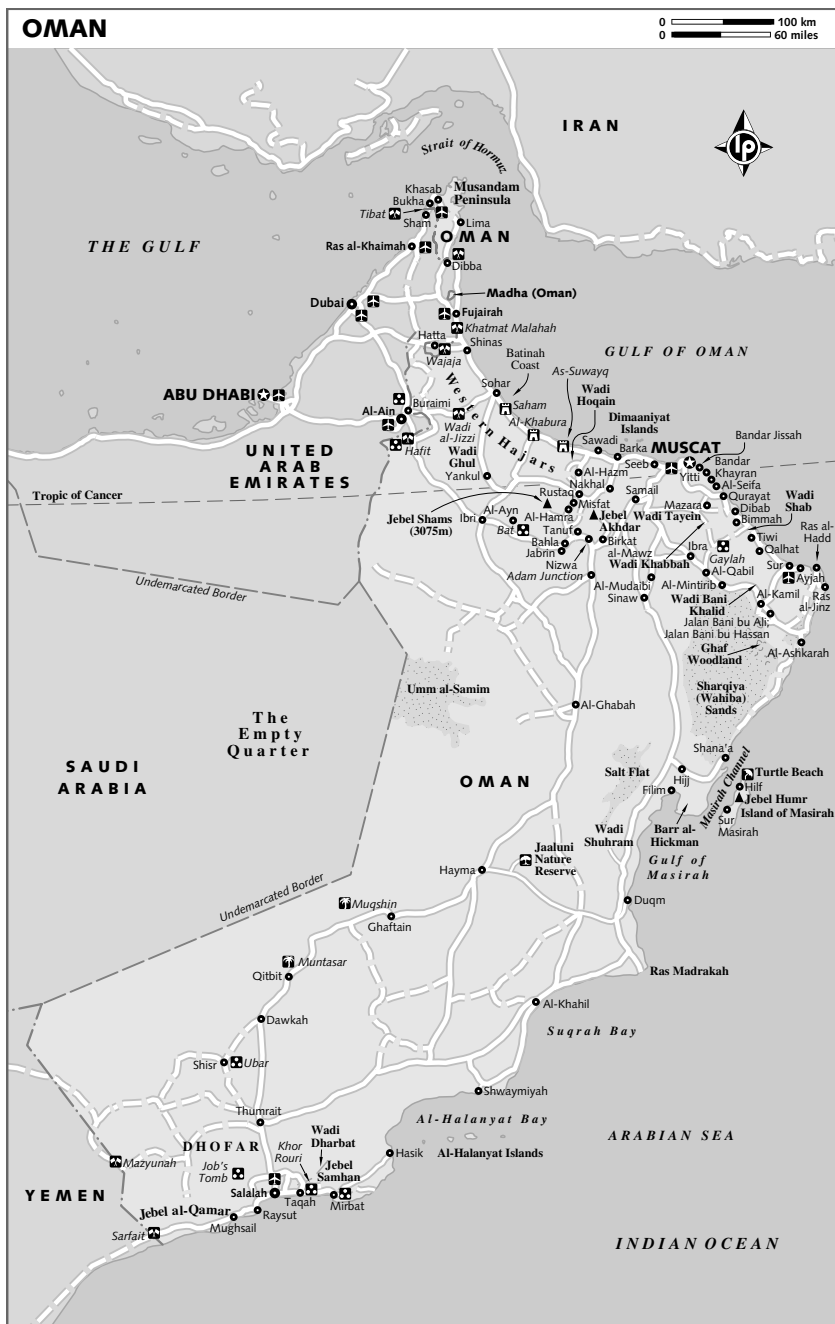 OMAN
0 100 km
0 60 miles
IRAN
lp
Strait of Hormuz
Khasab
Bukha
Musandam
Peninsula
Tibat
Sham
Lima
THE GULF
OMAN
Ras al-Khaimah
Dibba
Madha (Oman)
Dubai
Fujairah
Khatmat Malahah
Hatta
Shinas
Wajaja
GULF OF OMAN
Batinah
Coast
As-Suwayq
ABU DHABI
Sohar
Wadi
Hoqain
Buraimi
Western Hajars
Saham
Dimaaniyat
Islands
Al-Ain
Wadi
al-Jizzi
Al-Khabura
Sawadi
Barka
MUSCAT
Bandar Jissah
Hafit
UNITED
ARAB
EMIRATES
Wadi
Ghul
Seeb
Bandar
Khayran
Yankul
Al-Hazm
Yitti
Al-Seifa
Nakhal
Qurayat
Tropic of Cancer
Rustaq
Samail
Mazara
Dibab
Wadi
Shab
Misfat
Bimmah
Jebel Shams
(3075m)
Al-Ayn
Al-Hamra
Jebel
Akhdar
Wadi Tayein
Ras al-
Hadd
Ibri
Bat
Tanuf
Tiwi
Bahla
Birkat
al-Mawz
Ibra
Qalhat
Jabrin
Gaylah
Nizwa
Wadi Khabbah
Sur
Adam Junction
Al-Qabil
Ayjah
Undemarcated Border
Al-Mudaibi
Al-Mintirib
Ras
al-Jinz
Sinaw
Wadi Bani
Khalid
Al-Kamil
Jalan Bani bu Ali;
Jalan Bani bu Hassan
Ghaf
Woodland
Al-Ashkarah
Umm al-Samim
Sharqiya
(Wahiba)
Sands
Al-Ghabah
The
Empty
Quarter
SAUDI
ARABIA
OMAN
Shana'a
Salt Flat
Hijj
Masirah Channel
Turtle Beach
Hilf
Filim
Jebel Humr
Island of Masirah
Sur
Masirah
Barr al-
Hickman
Wadi
Shuhram
Gulf of
Masirah
Jaaluni
Nature
Reserve
Hayma
Undemarcated Border
Muqshin
Duqm
Ghaftain
Muntasar
Qitbit
Ras Madrakah
Al-Khahil
Dawkah
Suqrah Bay
Shisr
Ubar
Shwaymiyah
Thumrait
Al-Halanyat Bay
DHOFAR
Wadi
Dharbat
ARABIAN SEA
Khor
Rouri
Hasik
Al-Halanyat Islands
Mazyunah
Job's
Tomb
Jebel
Samhan
YEMEN
Salalah
Taqah
Mirbat
Jebel al-Qamar
Raysut
Mughsail
Sarfait
INDIAN OCEAN